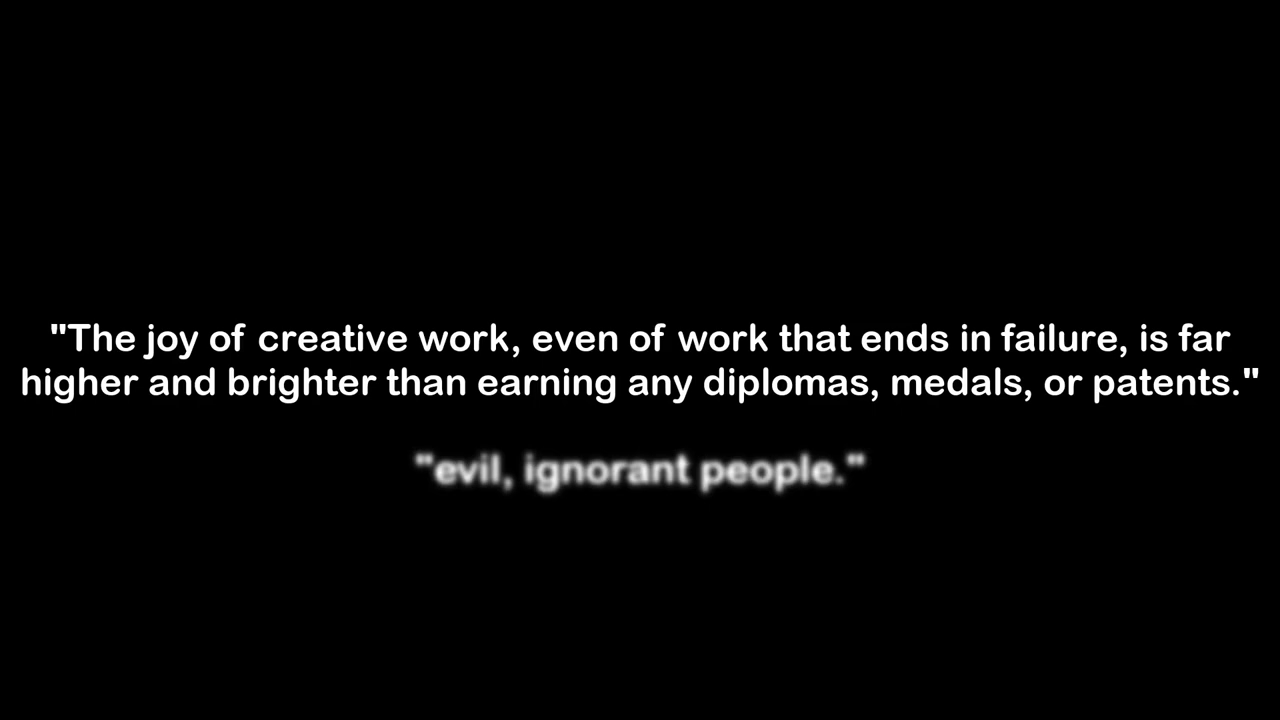 "The joy of creative work, even of work that ends in failure, is far
higher and brighter than earning any diplomas, medals, or patents."
"evil, ignorant people."